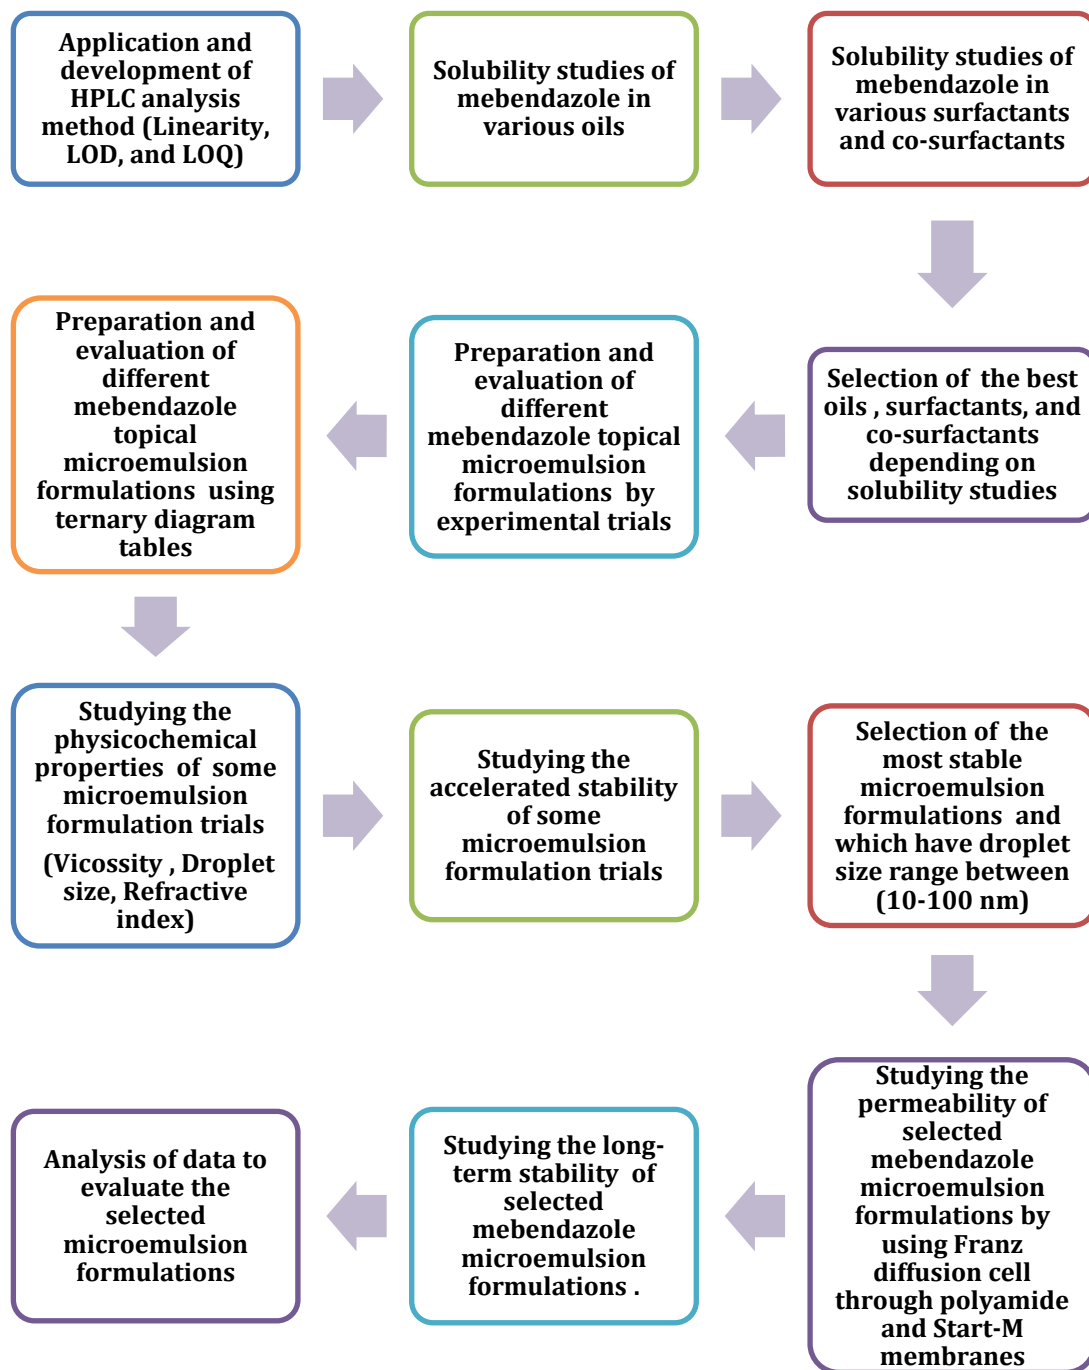 Application and
development of
HPLC analysis
method (Linearity,
LOD, and LOQ)
Solubility studies of
mebendazole in
various oils
Solubility studies of
mebendazole in
various surfactants
and co-surfactants
Selection of the best
oils , surfactants, and
co-surfactants
depending on
solubility studies
Preparation and
evaluation of
different
mebendazole topical
microemulsion
formulations by
experimental trials
Preparation and
evaluation of
different
mebendazole
topical
microemulsion
formulations using
ternary diagram
tables
Studying the
physicochemical
properties of some
microemulsion
formulation trials
(Vicossity , Droplet
size, Refractive
index)
Studying the
accelerated stability
of some
microemulsion
formulation trials
Selection of the
most stable
microemulsion
formulations and
which have droplet
size range between
(10-100 nm)
Studying the
permeability of
selected
mebendazole
microemulsion
formulations by
using Franz
diffusion cell
through polyamide
and Start-M
membranes
Studying the long-
term stability of
selected
mebendazole
microemulsion
formulations .
Analysis of data to
evaluate the
selected
microemulsion
formulations